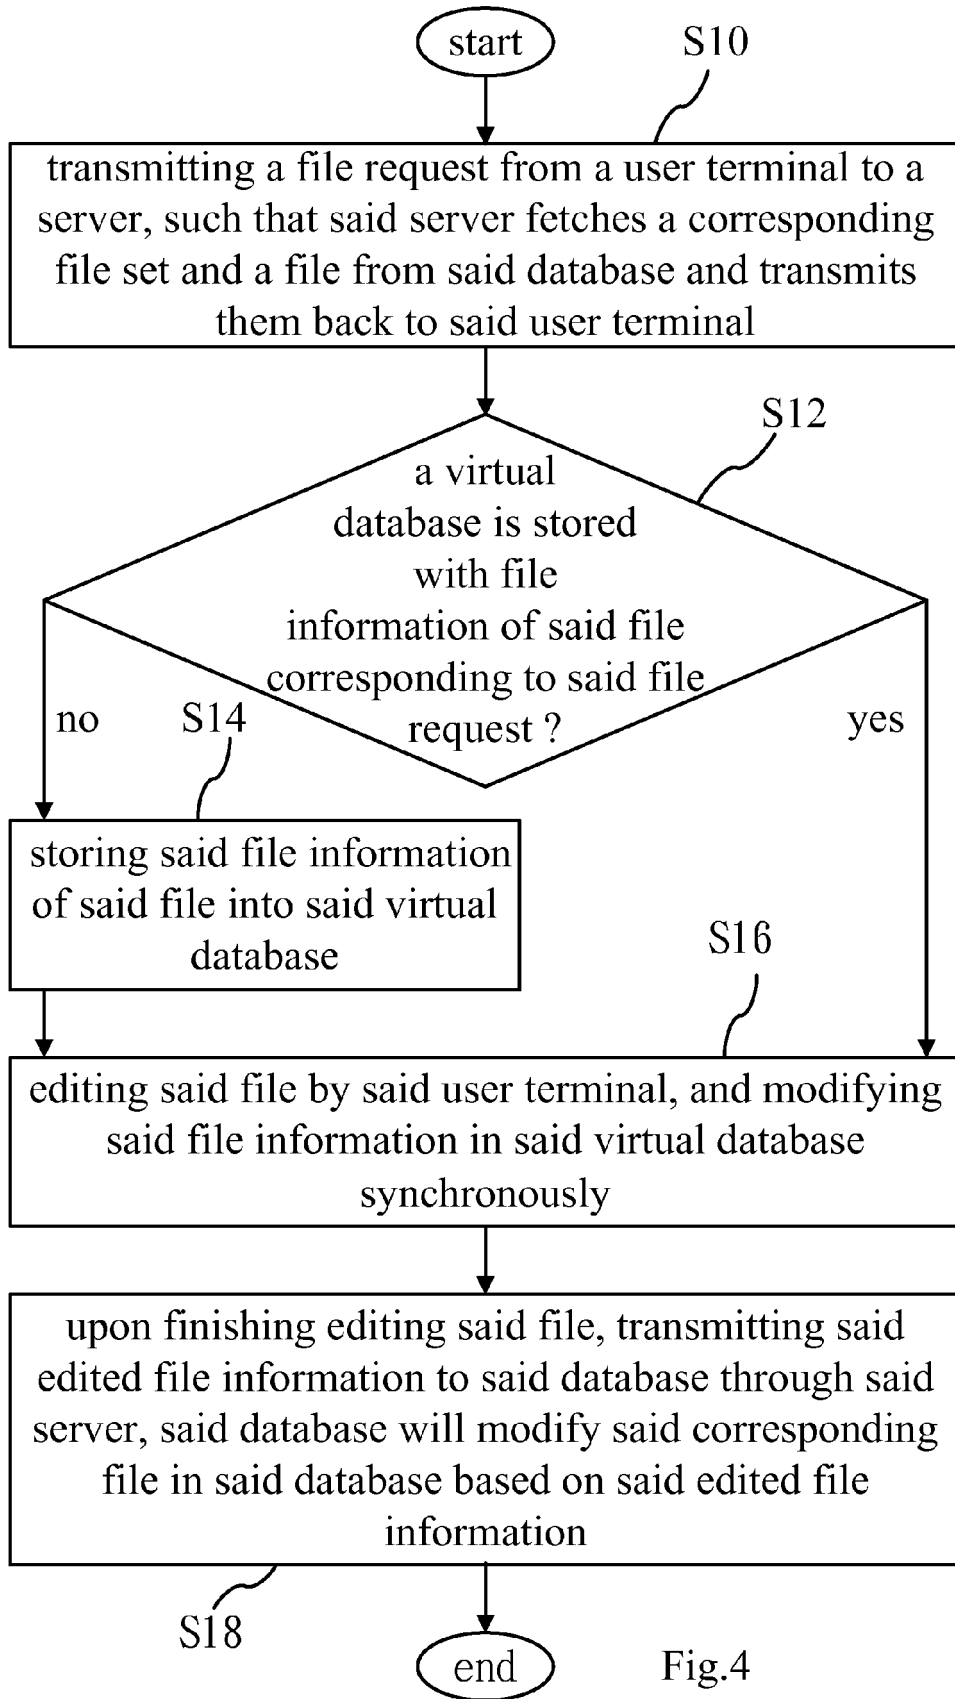 start
S10
transmitting a file request from a user terminal to a
server, such that said server fetches a corresponding
file set and a file from said database and transmits
them back to said user terminal
S12
a virtual
database is stored
with file
information of said file
corresponding to said file
request ?
no
S14
yes
storing said file information
of said file into said virtual
database
S16
editing said file by said user terminal, and modifying
said file information in said virtual database
synchronously
upon finishing editing said file, transmitting said
edited file information to said database through said
server, said database will modify said corresponding
file in said database based on said edited file
information
S18
end
Fig.4